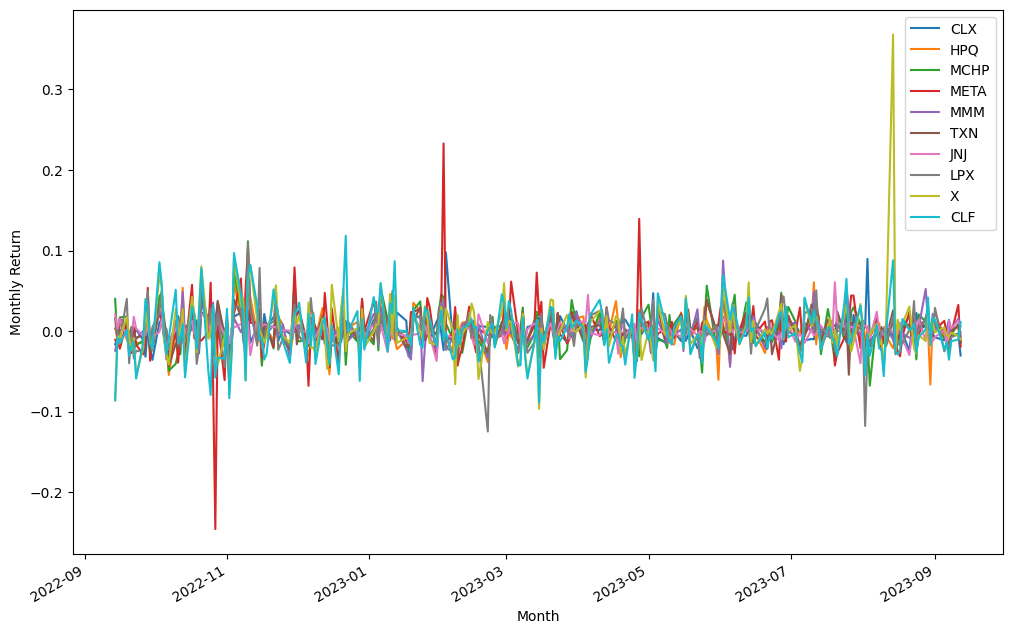 CLX
HPQ
MCHP
META
MMM
TXN
JNJ
LPX
X
CLF
Monthly Return
0.3
0.2
0.1
0.0
−0.1
−0.2
2022-09
2022-11
2023-01
2023-03
2023-05
2023-07
2023-09
Month